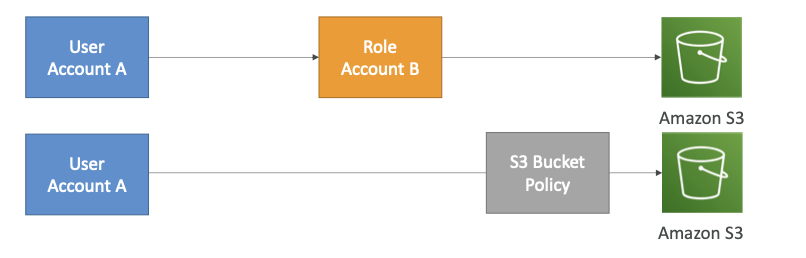 User
Account A
Role
Account B
Amazon S3
User
Account A
S3 Bucket
Policy
Amazon S3